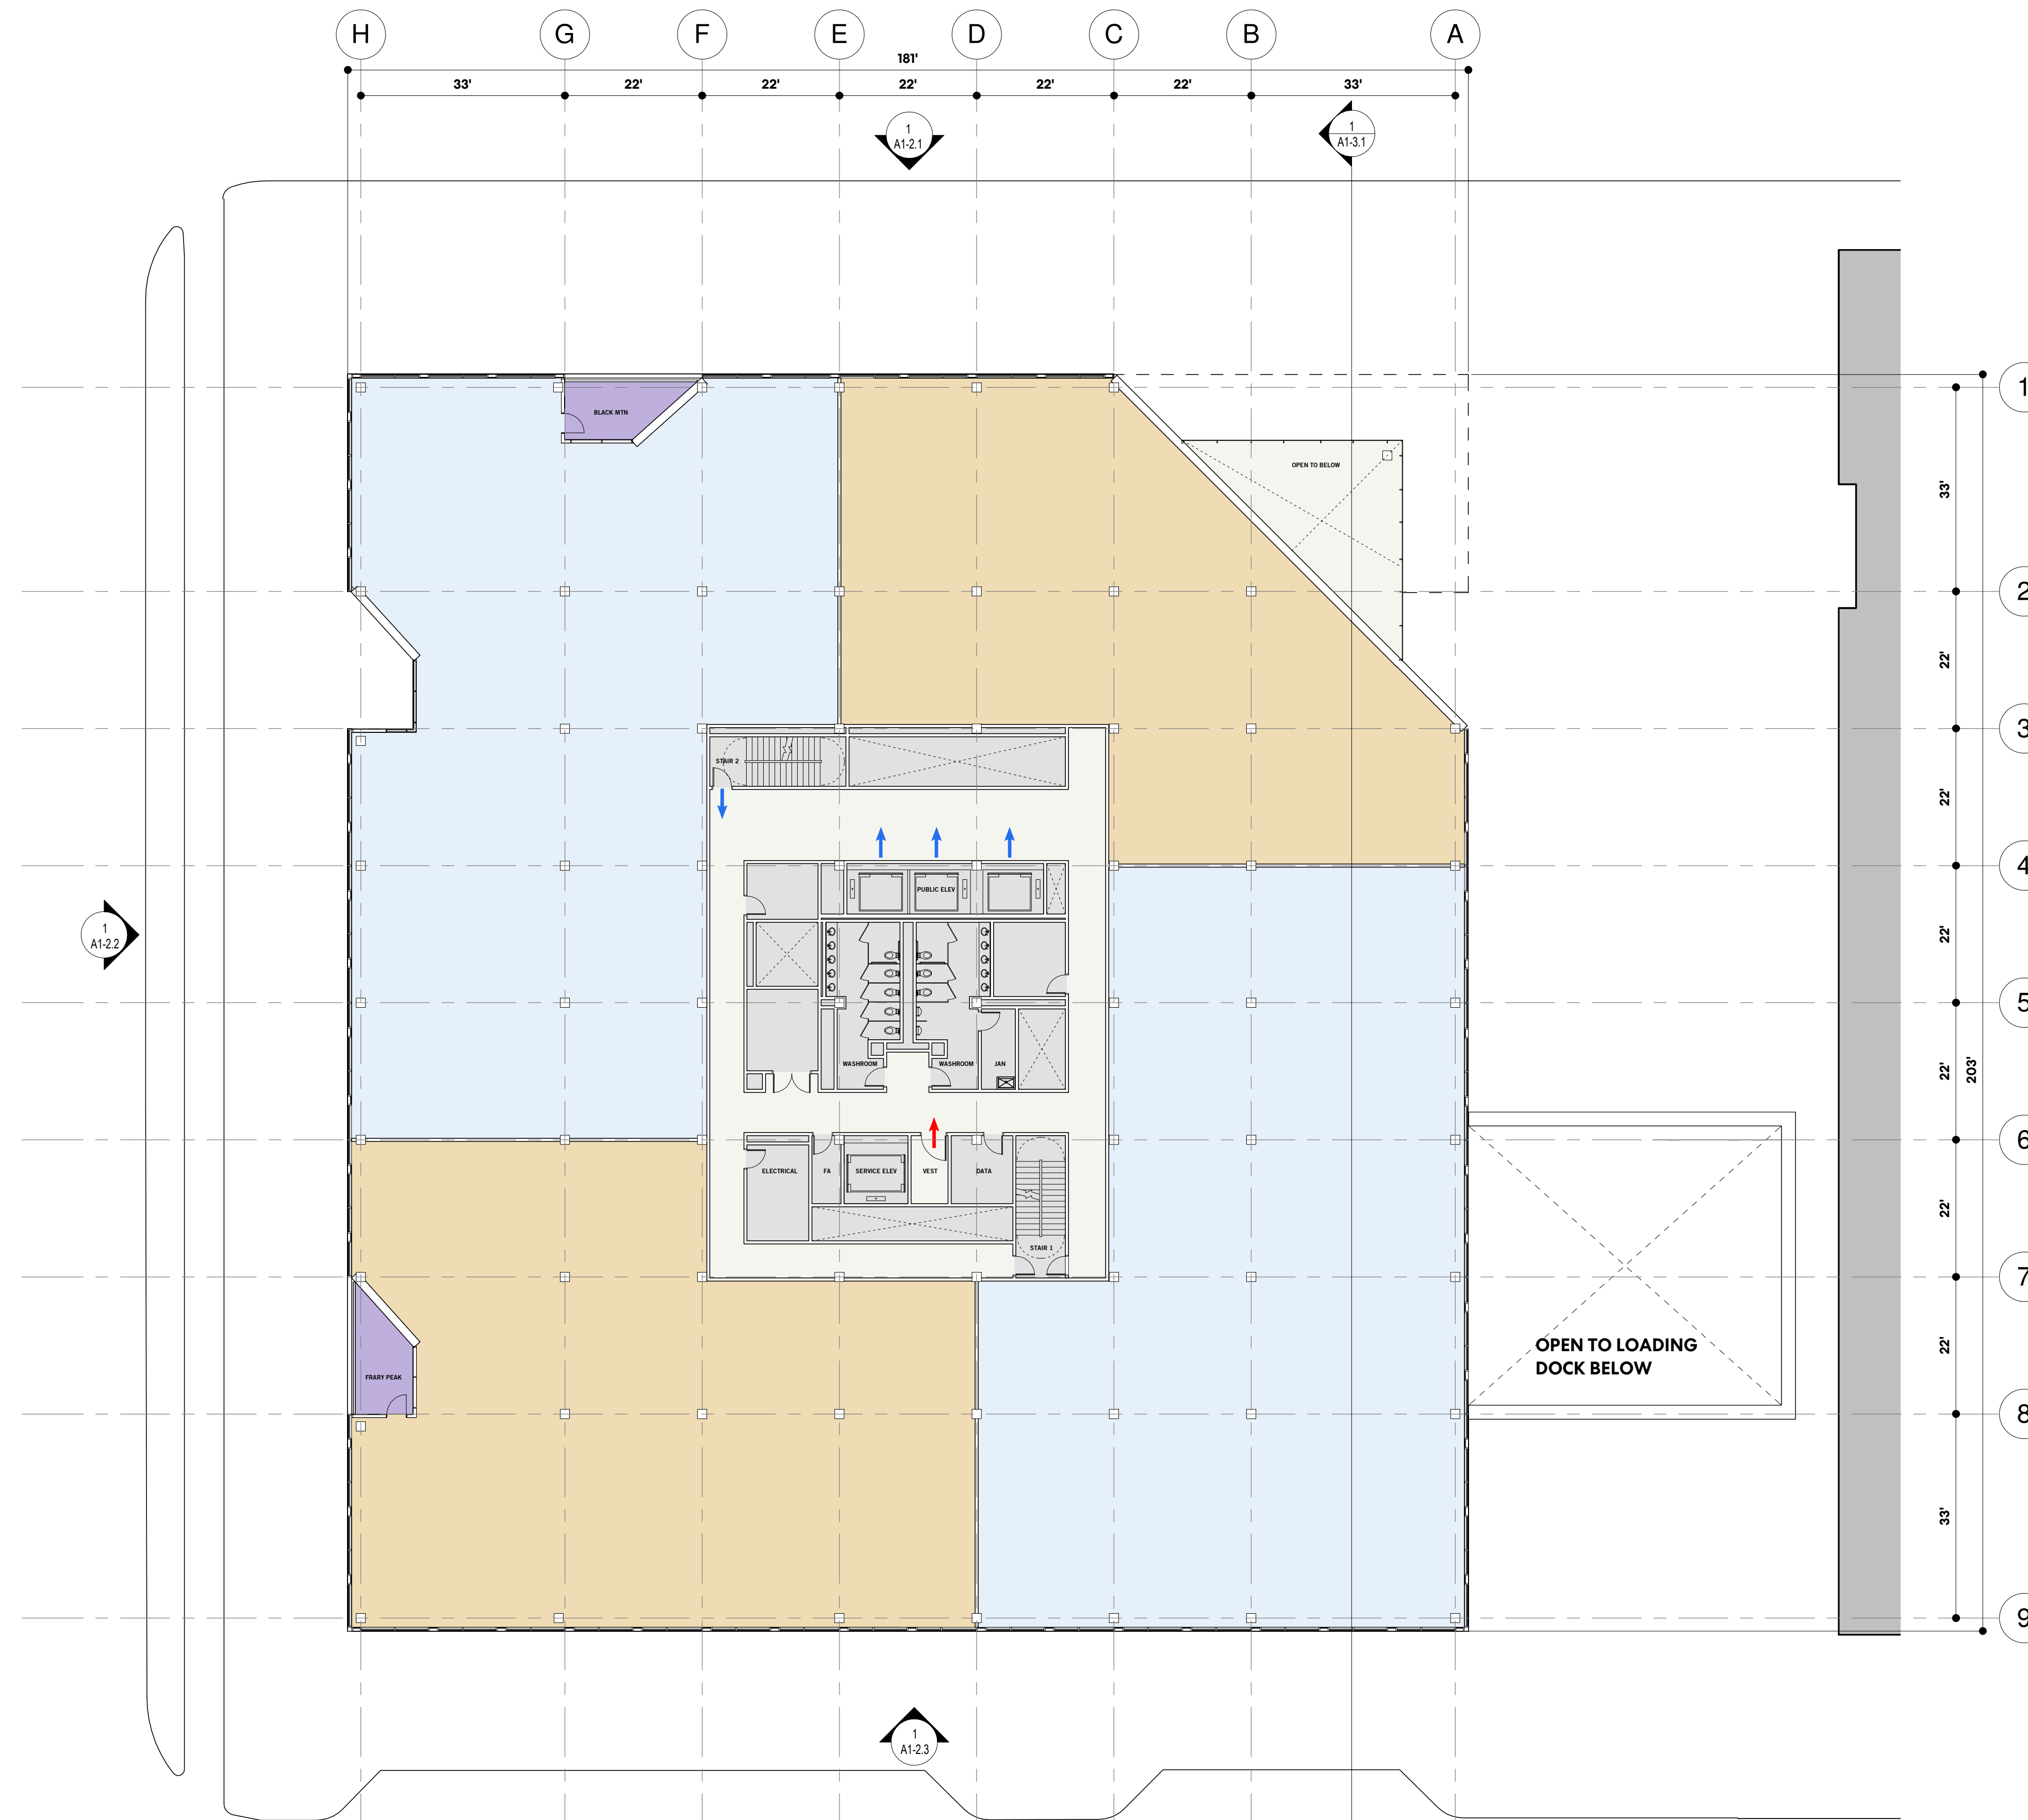 H G F E D C B A
181'
33' 22' 22' 22' 22' 22' 33'
1
A1-2.1
1
A1-3.1
1
BLACK MTN
OPEN TO BELOW
33'
2
22'
3
STAIR 2
22'
4
PUBLIC ELEV
1
A1-2.2
22'
5
WASHROOM WASHROOM JAN
22'
203'
6
ELECTRICAL FA SERVICE ELEV VEST DATA
22'
STAIR 1
7
OPEN TO LOADING
DOCK BELOW
22'
FRARY PEAK
8
33'
9
1
A1-2.3